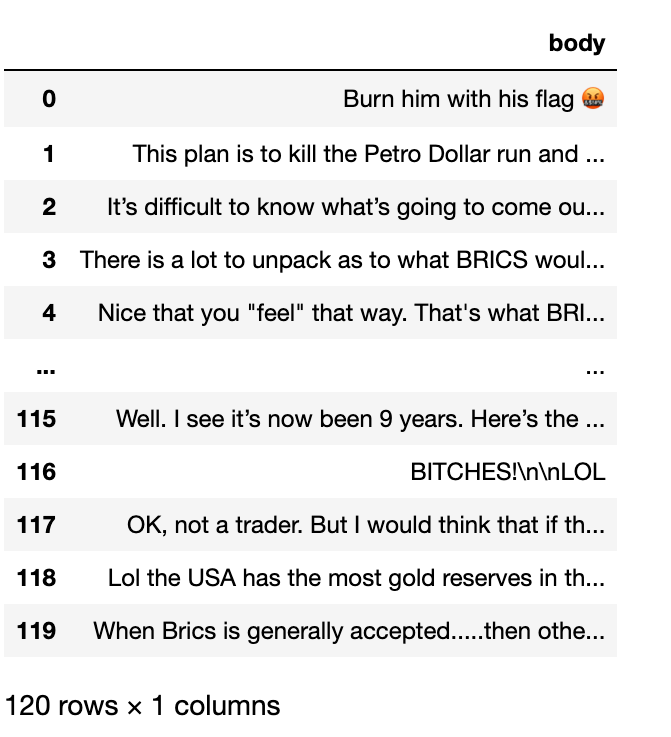 body
0 Burn him with his flag 🤬
1 This plan is to kill the Petro Dollar run and ...
2 It’s difficult to know what’s going to come ou...
3 There is a lot to unpack as to what BRICS woul...
4 Nice that you "feel" that way. That's what BRI...
... ...
115 Well. I see it’s now been 9 years. Here’s the ...
116 BITCHES!\n\nLOL
117 OK, not a trader. But I would think that if th...
118 Lol the USA has the most gold reserves in th...
119 When Brics is generally accepted.....then othe...
120 rows × 1 columns